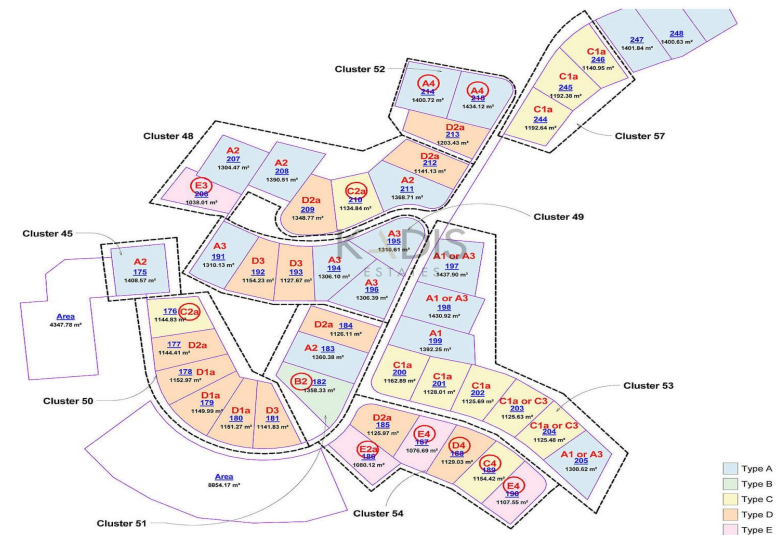 247
1401.84 m²
248
1400.63 m²
C1a
246
1140.95 m²
C1a
245
1192.36 m²
C1a
244
1192.64 m²
Cluster 57
Cluster 52
A4
214
1400.72 m²
A4
215
1434.12 m²
D2a
213
1203.43 m²
D2a
212
1141.13 m²
A2
211
1368.71 m²
Cluster 48
A2
207
1304.47 m²
A2
208
1390.51 m²
E3
206
1038.01 m²
D2a
209
1348.77 m²
C2a
210
1134.84 m²
Cluster 49
A3
191
1310.13 m²
D3
192
1154.23 m²
D3
193
1127.67 m²
A3
194
1306.10 m²
A3
195
1310.61 m²
A3
196
1306.39 m²
KADIS
ESTATES
Cluster 45
A2
175
1408.57 m²
Area
4347.78 m²
A1 or A3
197
1437.90 m²
A1 or A3
198
1430.92 m²
A1
199
1392.25 m²
C1a
200
1162.89 m²
C1a
201
1128.01 m²
C1a
202
1125.69 m²
C1a or C3
203
1125.63 m²
C1a or C3
204
1125.48 m²
A1 or A3
205
1300.62 m²
Cluster 53
176 C2a
1144.83 m²
177 D2a
1144.41 m²
178 D1a
1152.97 m²
D1a
179
1149.99 m²
D1a
180
1151.27 m²
D3
181
1141.83 m²
Cluster 50
D2a 184
1126.11 m²
A2 183
1360.38 m²
B2 182
1358.33 m²
D2a
185
1125.97 m²
E2a
186
1080.12 m²
E4
187
1076.69 m²
D4
188
1129.03 m²
C4
189
1154.42 m²
E4
190
1107.55 m²
Area
8854.17 m²
Cluster 51
Cluster 54
Type A
Type B
Type C
Type D
Type E